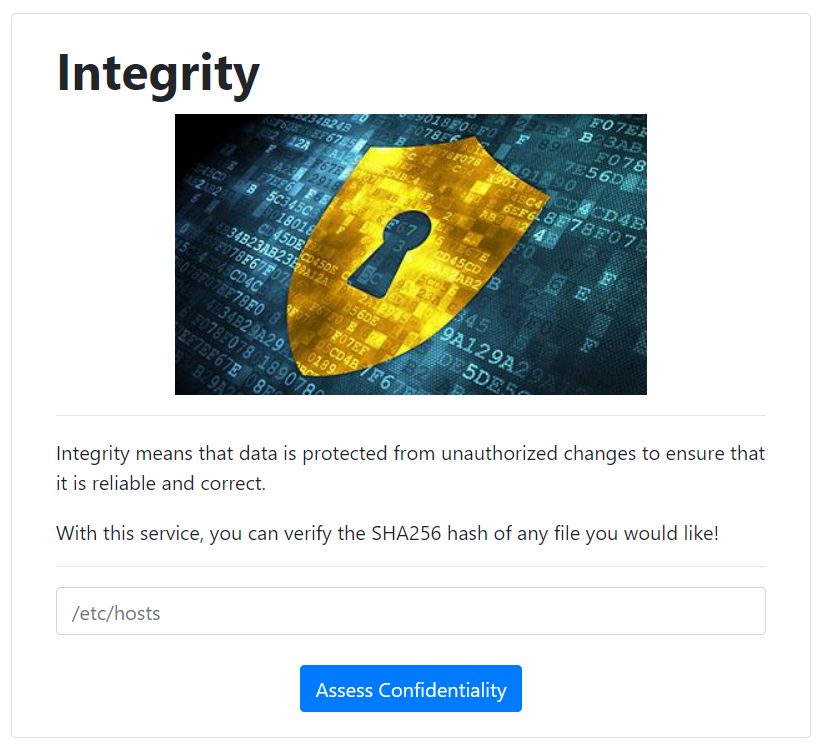 Integrity
Integrity means that data is protected from unauthorized changes to ensure that
it is reliable and correct.
With this service, you can verify the SHA256 hash of any file you would like!
/etc/hosts
Assess Confidentiality